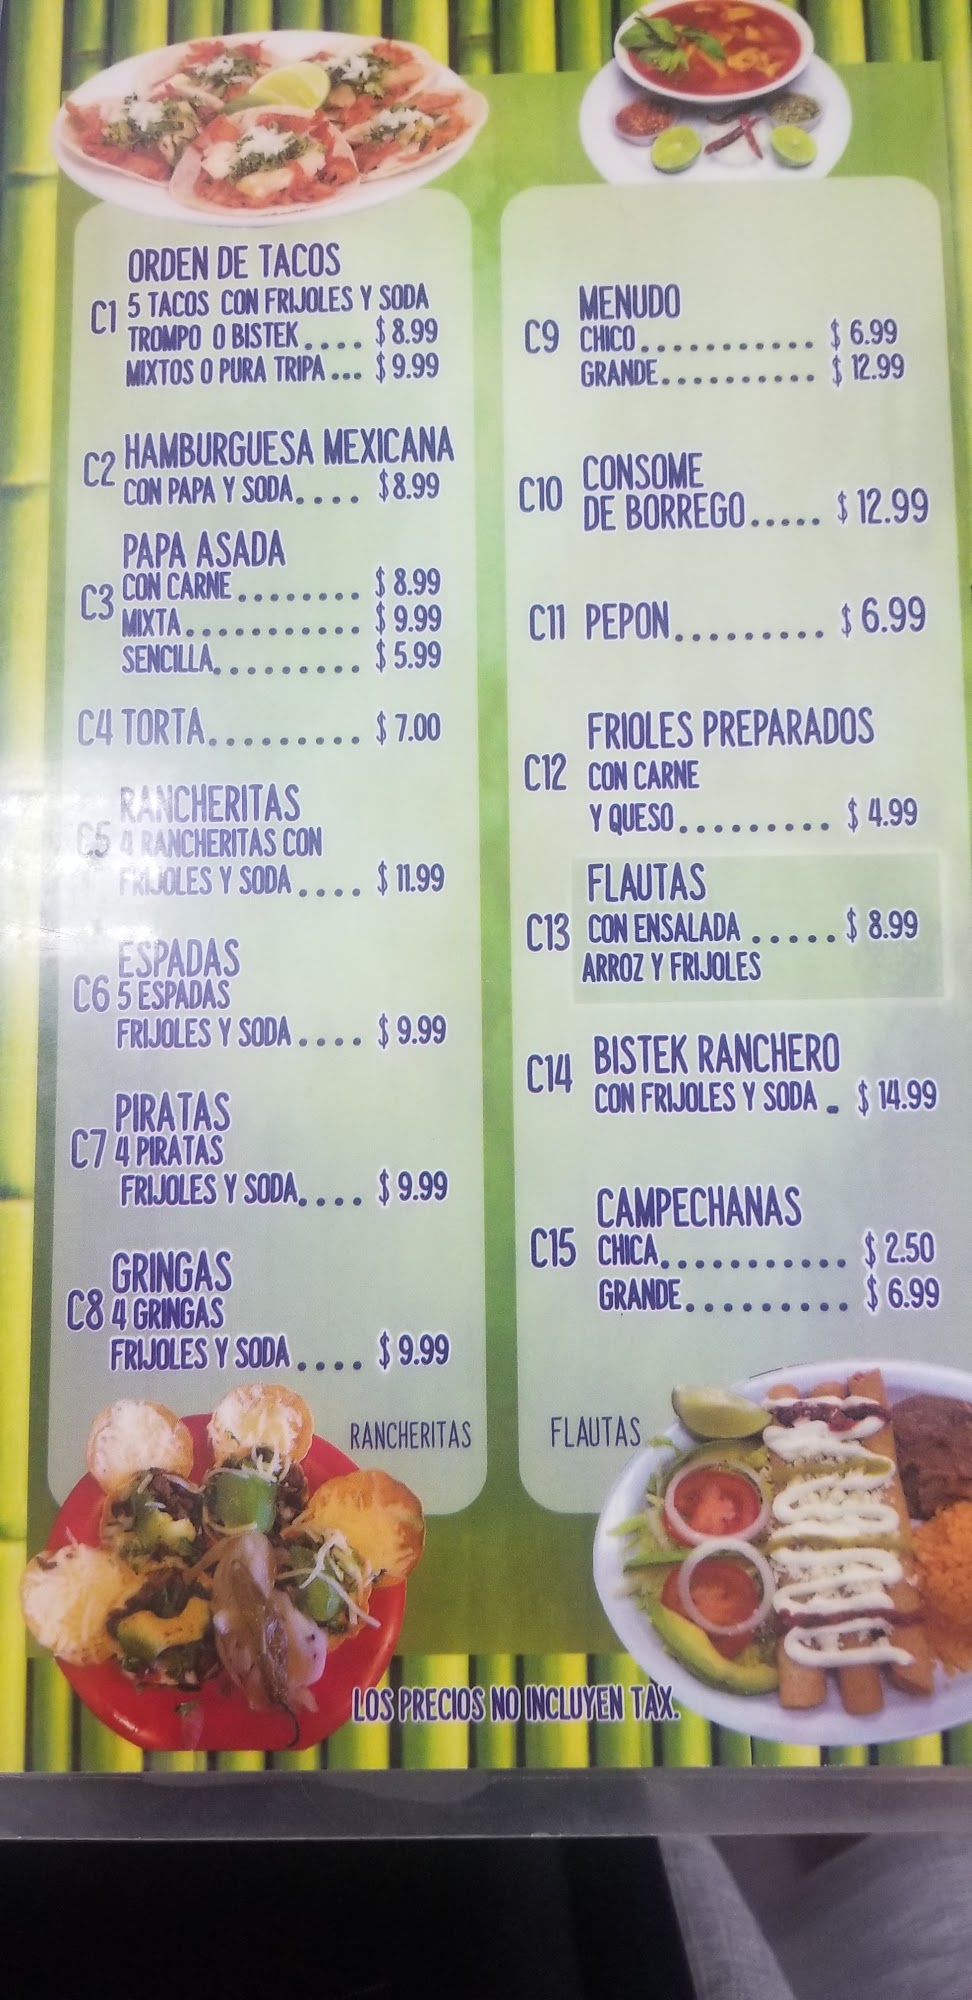 ORDEN DE TACOS
C1 5 TACOS CON FRIJOLES Y SODA
TROMPO O BISTEK.... $8.99
MIXTOS O PURA TRIPA... $9.99
C2 HAMBURGUESA MEXICANA
CON PAPA Y SODA.... $8.99
PAPA ASADA
C3 CON CARNE........ $8.99
MIXTA........... $9.99
SENCILLA......... $5.99
C4 TORTA......... $7.00
RANCHERITAS
C5 4 RANCHERITAS CON
FRIJOLES Y SODA.... $11.99
ESPADAS
C6 5 ESPADAS
FRIJOLES Y SODA.... $9.99
PIRATAS
C7 4 PIRATAS
FRIJOLES Y SODA.... $9.99
GRINGAS
C8 4 GRINGAS
FRIJOLES Y SODA.... $9.99
RANCHERITAS
MENUDO
C9 CHICO........... $6.99
GRANDE.......... $12.99
C10 CONSOME
DE BORREGO..... $12.99
C11 PEPON......... $6.99
FRIOLES PREPARADOS
C12 CON CARNE
Y QUESO......... $4.99
FLAUTAS
C13 CON ENSALADA..... $8.99
ARROZ Y FRIJOLES
C14 BISTEK RANCHERO
CON FRIJOLES Y SODA. $14.99
CAMPECHANAS
C15 CHICA........... $2.50
GRANDE......... $6.99
FLAUTAS
LOS PRECIOS NO INCLUYEN TAX.